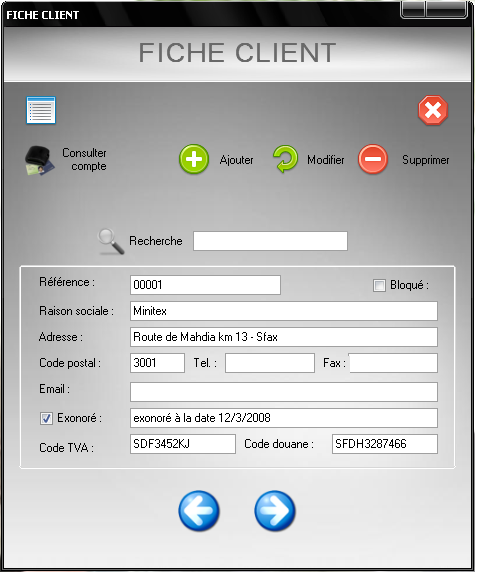 FICHE CLIENT
FICHE CLIENT
Consulter
compte
Ajouter
Modifier
Supprimer
Recherche
Référence : 00001 Bloqué :
Raison sociale : Minitex
Adresse : Route de Mahdia km 13 - Sfax
Code postal : 3001 Tel. : Fax :
Email :
Exonoré : exonoré à la date 12/3/2008
Code TVA : SDF3452KJ Code douane : SFDH3287466